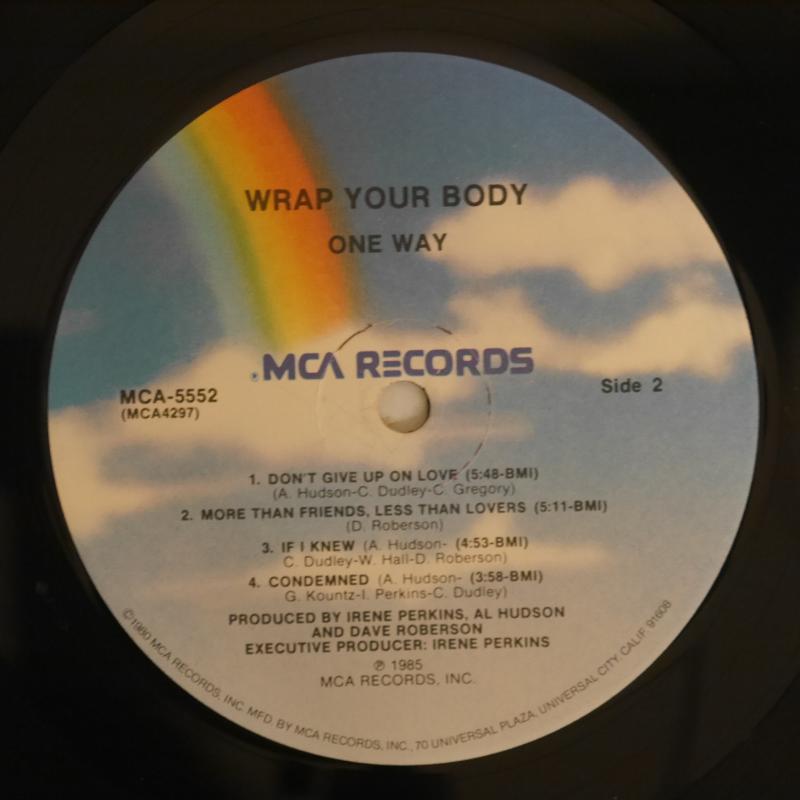 WRAP YOUR BODY
ONE WAY
MCA RECORDS
MCA-5552
(MCA4297)
Side 2
1. DON'T GIVE UP ON LOVE (5:48-BMI)
(A. Hudson-C. Dudley-C. Gregory)
2. MORE THAN FRIENDS, LESS THAN LOVERS (5:11-BMI)
(D. Roberson)
3. IF I KNEW (A. Hudson- (4:53-BMI)
C. Dudley-W. Hall-D. Roberson)
4. CONDEMNED (A. Hudson- (3:58-BMI)
G. Kountz-I. Perkins-C. Dudley)
PRODUCED BY IRENE PERKINS, AL HUDSON
AND DAVE ROBERSON
EXECUTIVE PRODUCER: IRENE PERKINS
℗ 1985
MCA RECORDS, INC.
©1980 MCA RECORDS, INC. MFD. BY MCA RECORDS, INC., 70 UNIVERSAL PLAZA, UNIVERSAL CITY, CALIF. 91608